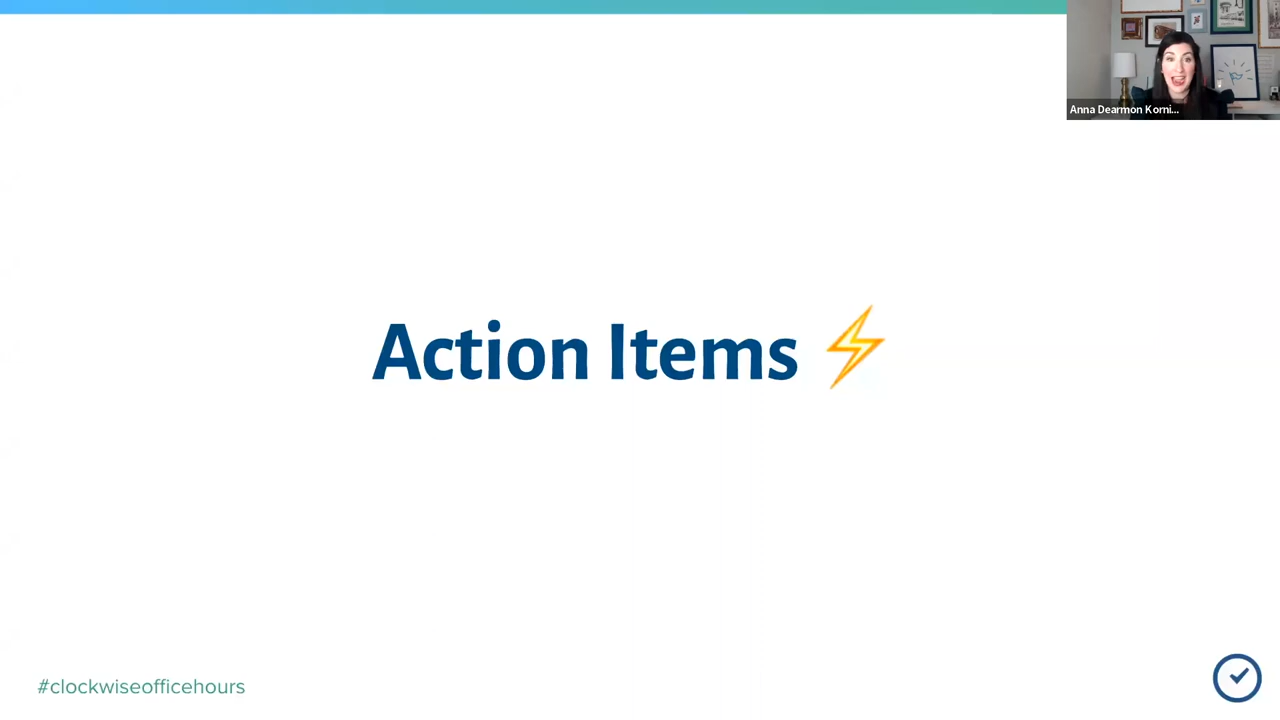 Anna Dearmon Korni...
Action Items ⚡
#clockwiseofficehours